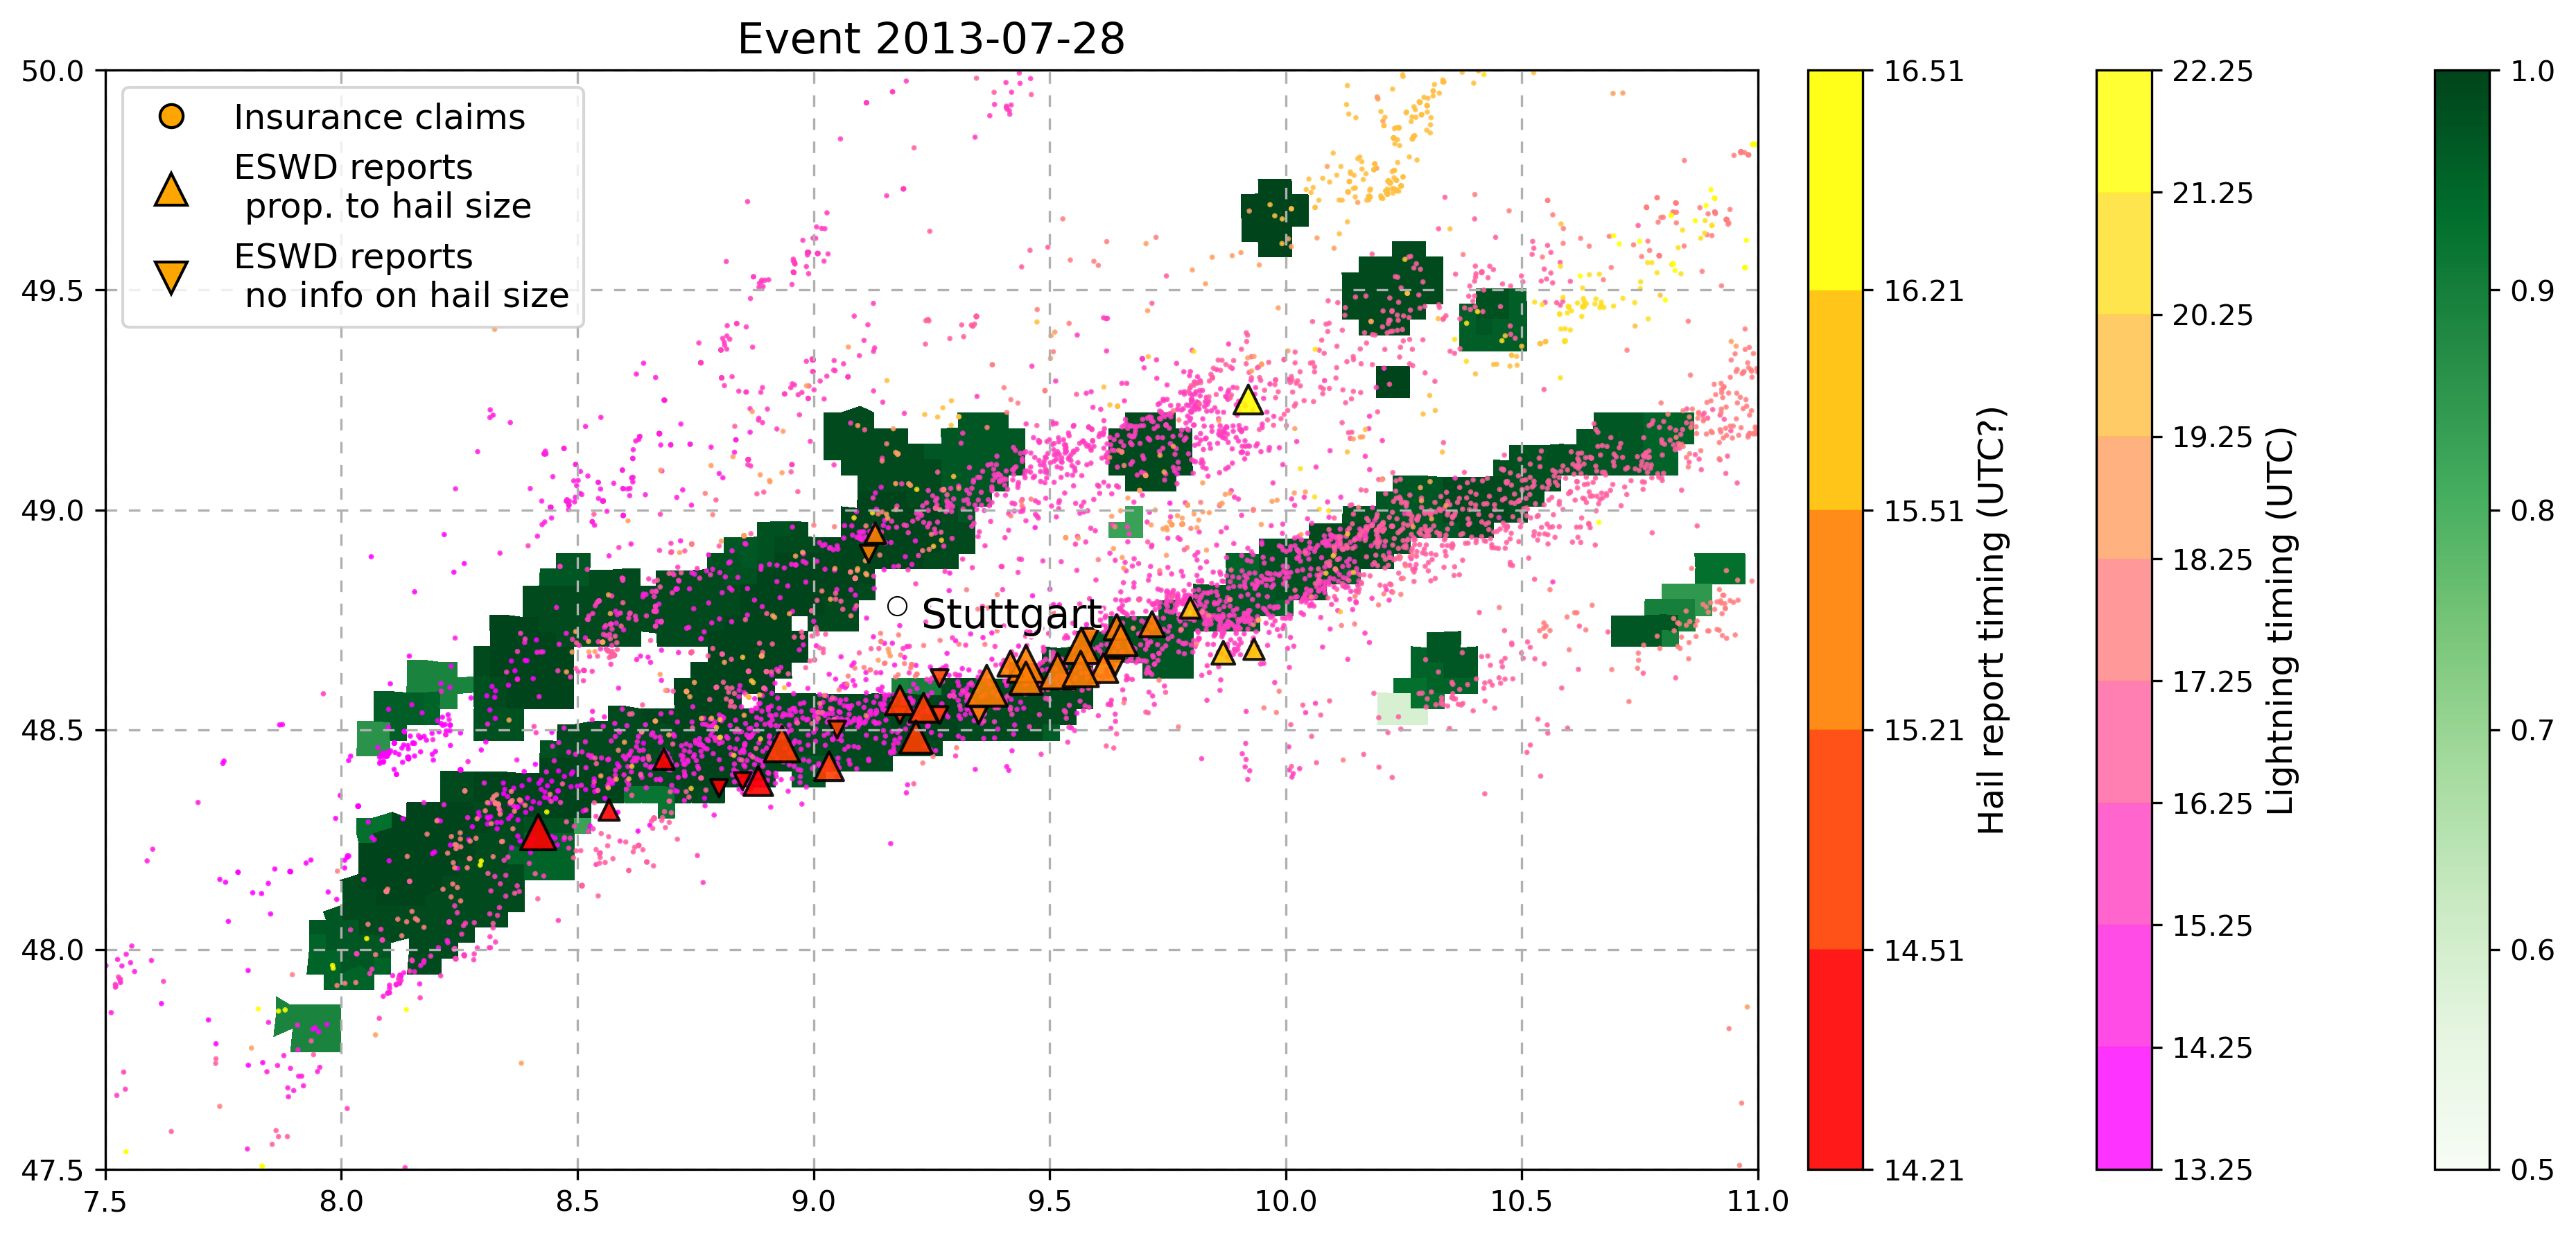 Event 2013-07-28
Insurance claims
ESWD reports
prop. to hail size
ESWD reports
no info on hail size
Stuttgart
50.0
49.5
49.0
48.5
48.0
47.5
7.5 8.0 8.5 9.0 9.5 10.0 10.5 11.0
16.51
16.21
15.51
15.21
14.51
14.21
Hail report timing (UTC?)
22.25
21.25
20.25
19.25
18.25
17.25
16.25
15.25
14.25
13.25
Lightning timing (UTC)
1.0
0.9
0.8
0.7
0.6
0.5